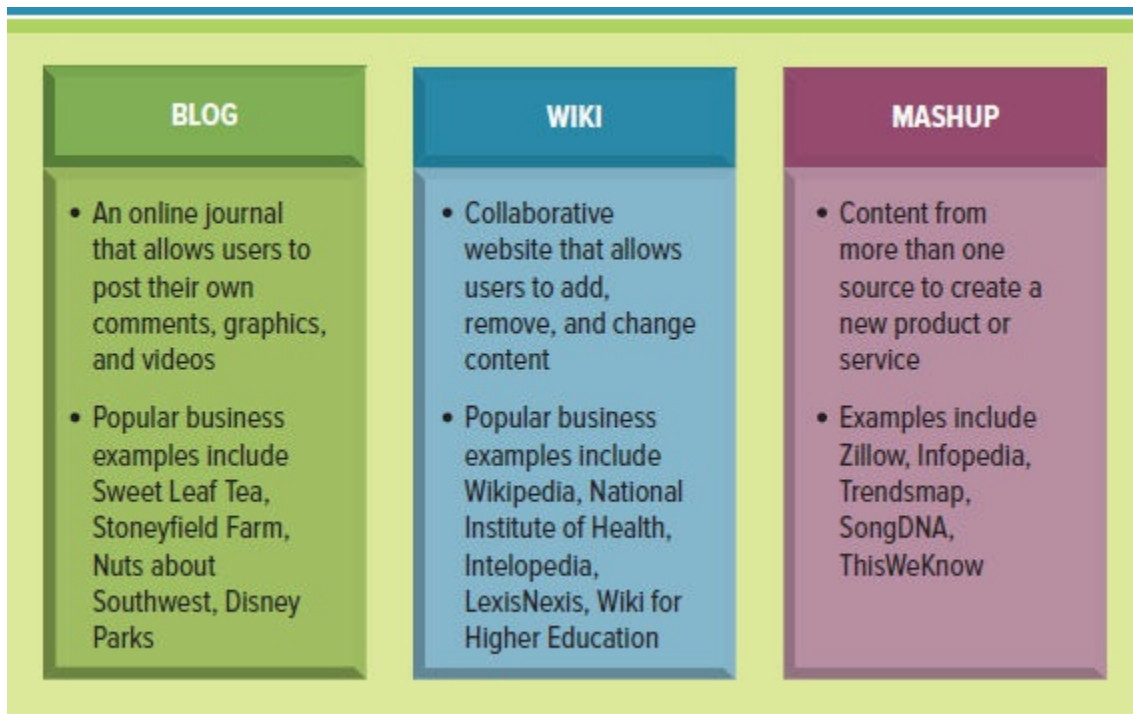 BLOG
• An online journal
that allows users to
post their own
comments, graphics,
and videos
• Popular business
examples include
Sweet Leaf Tea,
Stoneyfield Farm,
Nuts about
Southwest, Disney
Parks
WIKI
• Collaborative
website that allows
users to add,
remove, and change
content
• Popular business
examples include
Wikipedia, National
Institute of Health,
Intelopedia,
LexisNexis, Wiki for
Higher Education
MASHUP
• Content from
more than one
source to create a
new product or
service
• Examples include
Zillow, Infopedia,
Trendsmap,
SongDNA,
ThisWeKnow